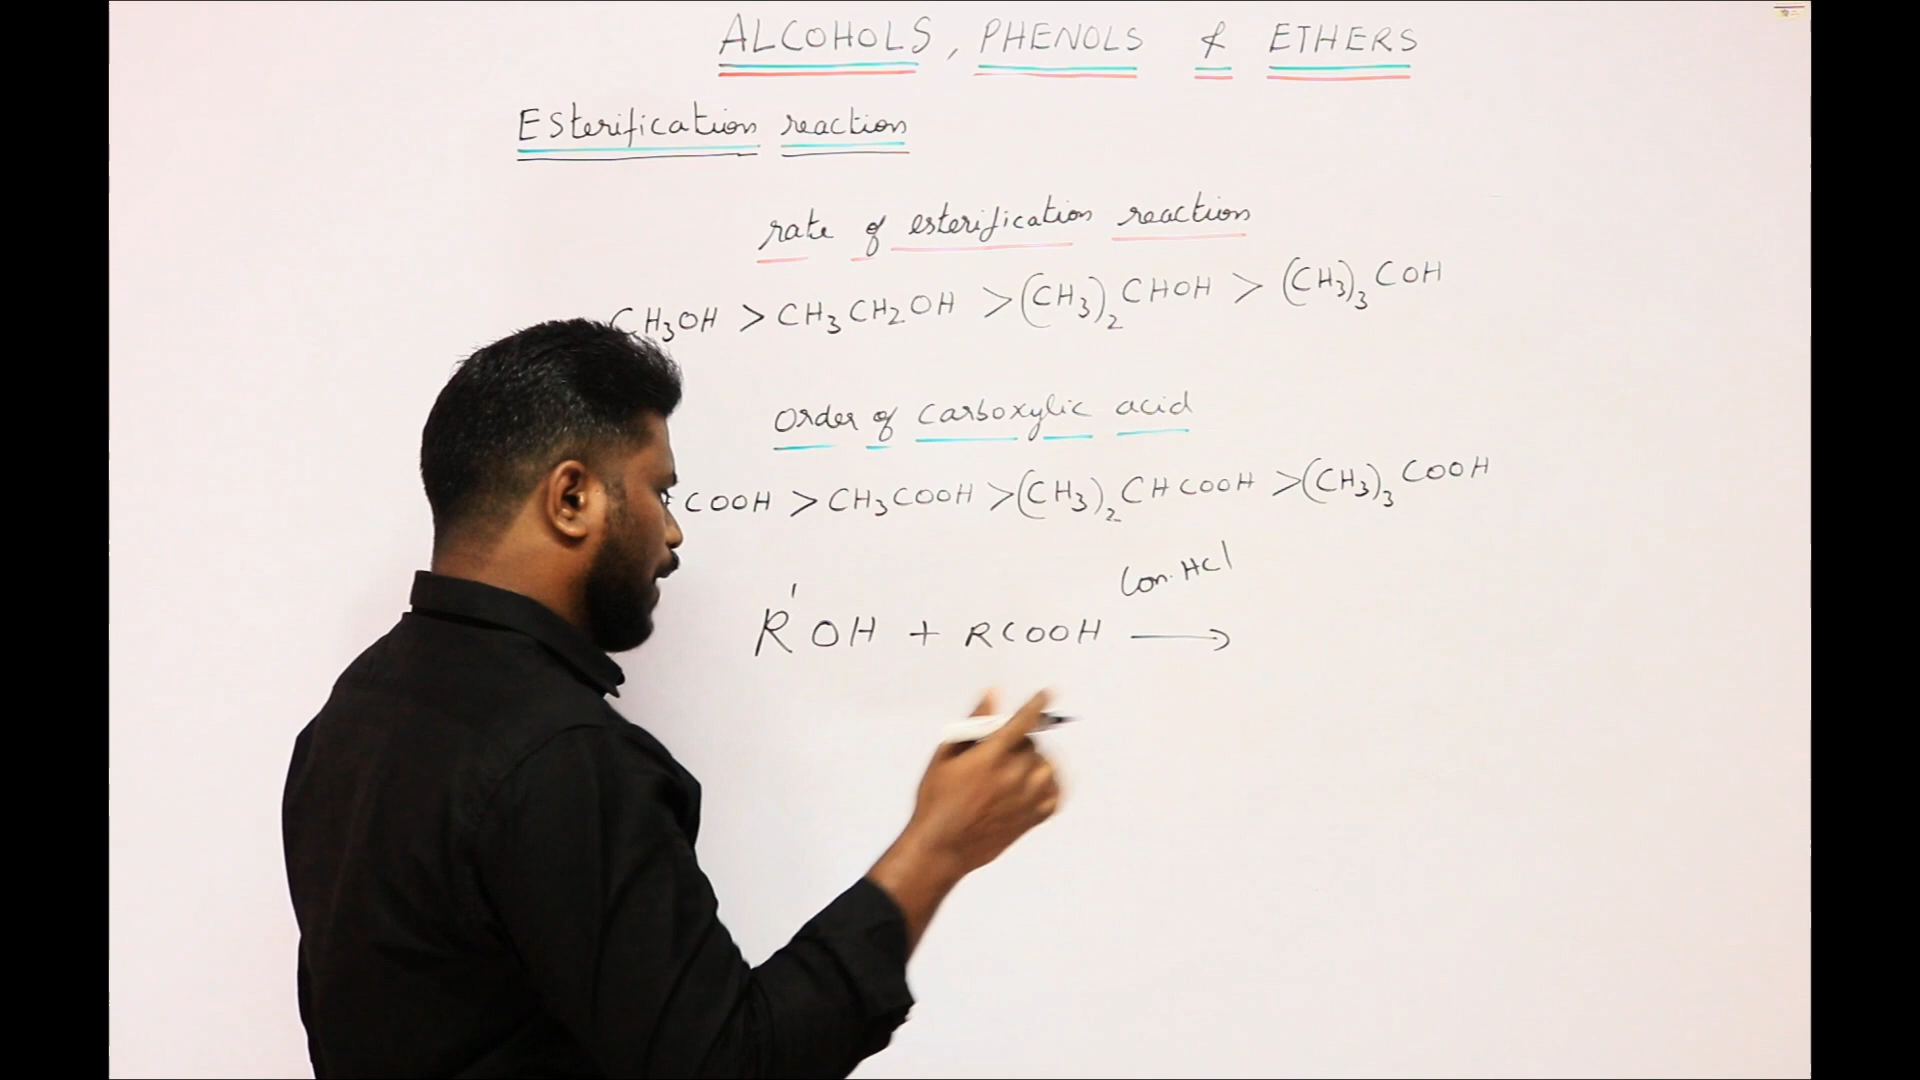 ALCOHOLS, PHENOLS & ETHERS
Esterification reaction
rate of esterification reaction
CH₃OH > CH₃CH₂OH > (CH₃)₂CHOH > (CH₃)₃COH
Order of carboxylic acid
COOH > CH₃COOH > (CH₃)₂CHCOOH > (CH₃)₃COOH
Con. HCl
R'OH + RCOOH ⟶